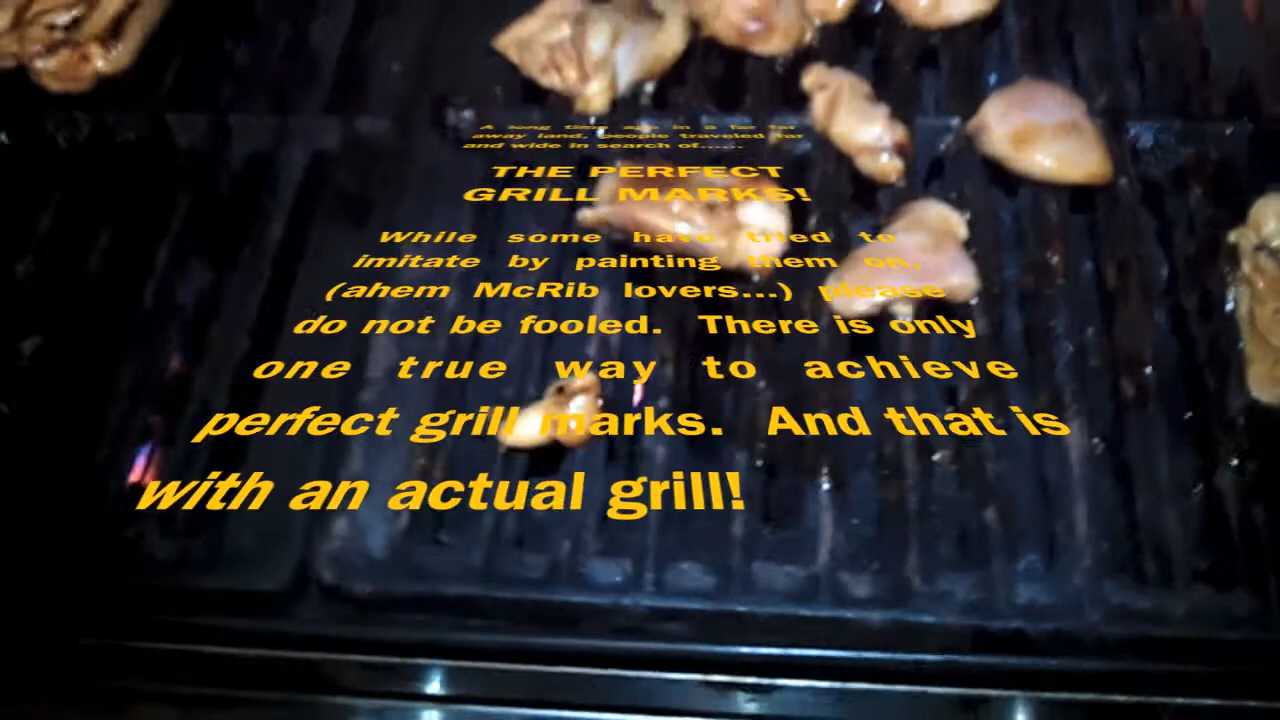 A long time ago in a far far
away land, people traveled far
and wide in search of......
THE PERFECT
GRILL MARKS!
While some have tried to
imitate by painting them on,
(ahem McRib lovers...) please
do not be fooled. There is only
one true way to achieve
perfect grill marks. And that is
with an actual grill!